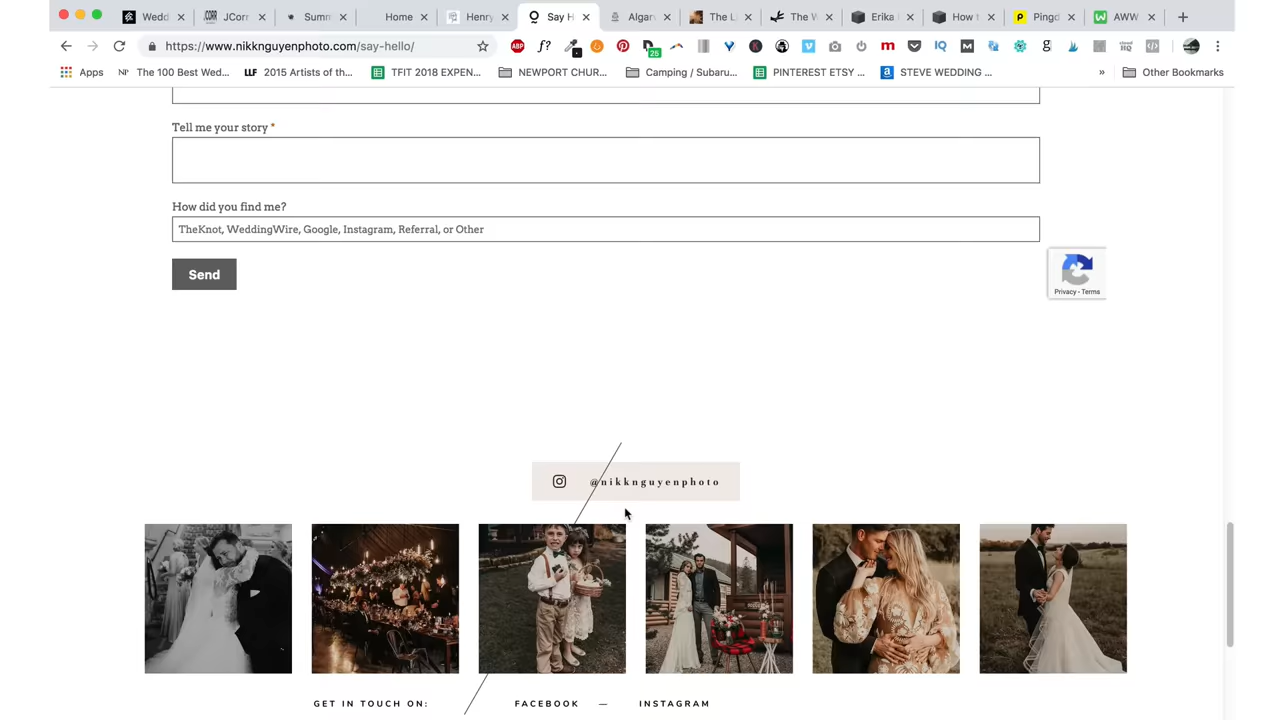 Wedd
JCorr
Summ
Home
Henry
Say H
Algar
The L
The W
Erika
How t
Pingd
AWW
https://www.nikknguyenphoto.com/say-hello/
Apps
The 100 Best Wed...
LLF 2015 Artists of th...
TFIT 2018 EXPEN...
NEWPORT CHUR...
Camping / Subaru...
PINTEREST ETSY ...
STEVE WEDDING ...
»
Other Bookmarks
Tell me your story *
How did you find me?
TheKnot, WeddingWire, Google, Instagram, Referral, or Other
Send
Privacy - Terms
@nikknguyenphoto
GET IN TOUCH ON:
FACEBOOK — INSTAGRAM